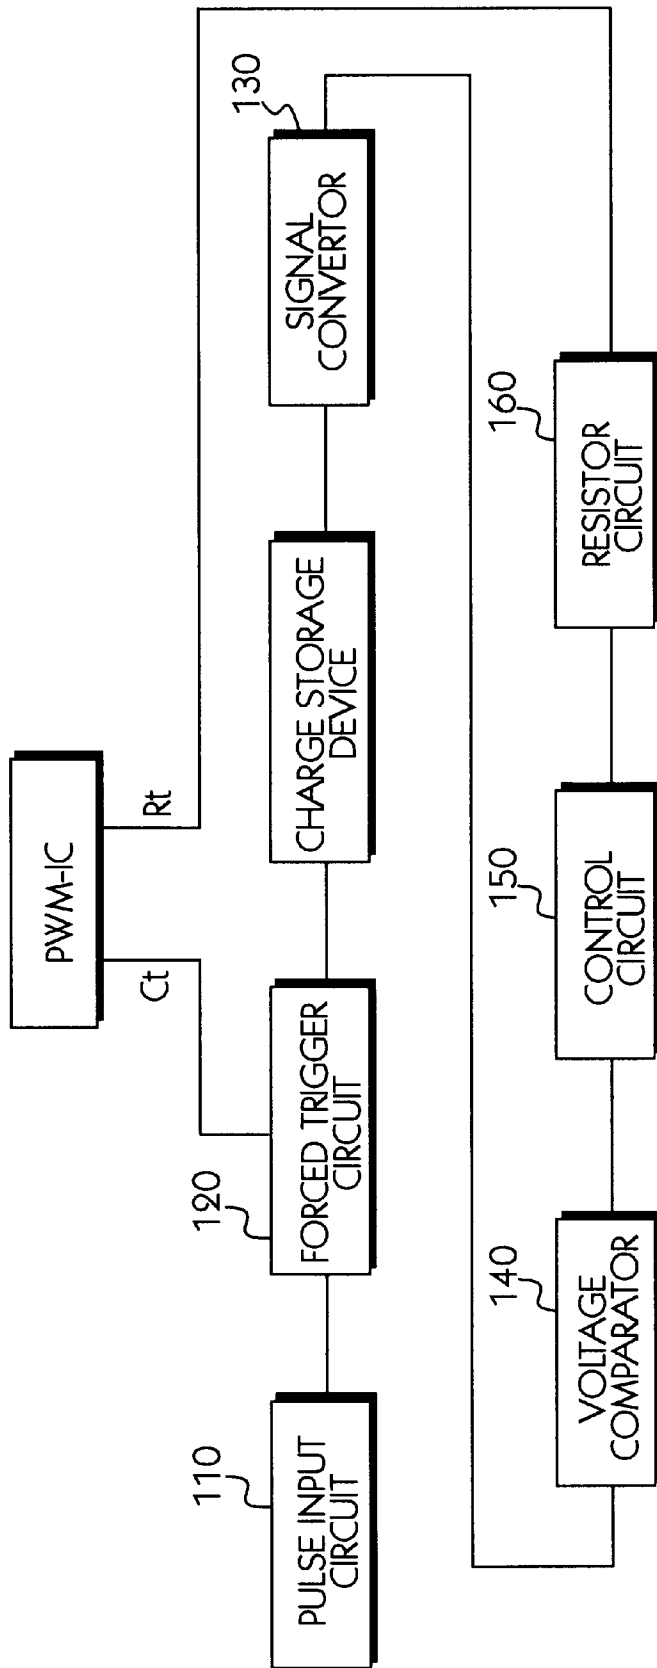 PWM-IC
Ct
Rt
110
PULSE INPUT
CIRCUIT
120
FORCED TRIGGER
CIRCUIT
CHARGE STORAGE
DEVICE
130
SIGNAL
CONVERTOR
140
VOLTAGE
COMPARATOR
150
CONTROL
CIRCUIT
160
RESISTOR
CIRCUIT